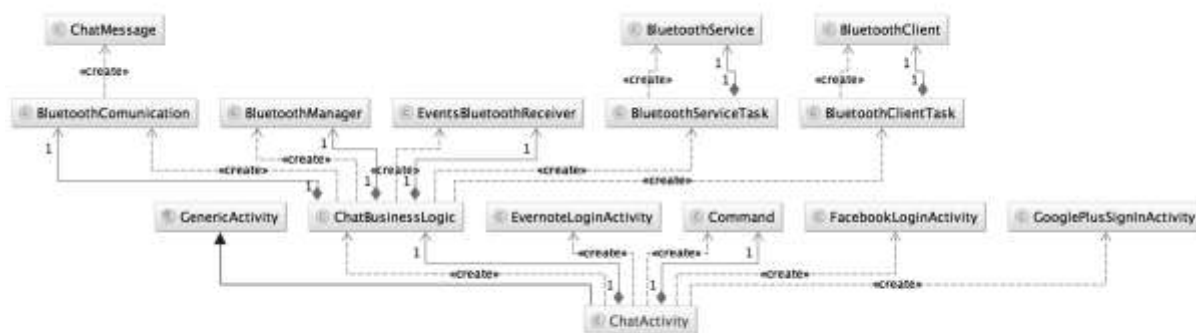 ChatMessage BluetoothService BluetoothClient
«create» «create» 1 1 «create» 1 1
BluetoothComunication BluetoothManager EventsBluetoothReceiver BluetoothServiceTask BluetoothClientTask
1 1 «create» 1
«create» 1 1 1 «create» «create»
GenericActivity ChatBusinessLogic EvernoteLoginActivity Command FacebookLoginActivity GooglePlusSignInActivity
1 «create» «create» 1 «create»
«create» 1 1 «create»
ChatActivity